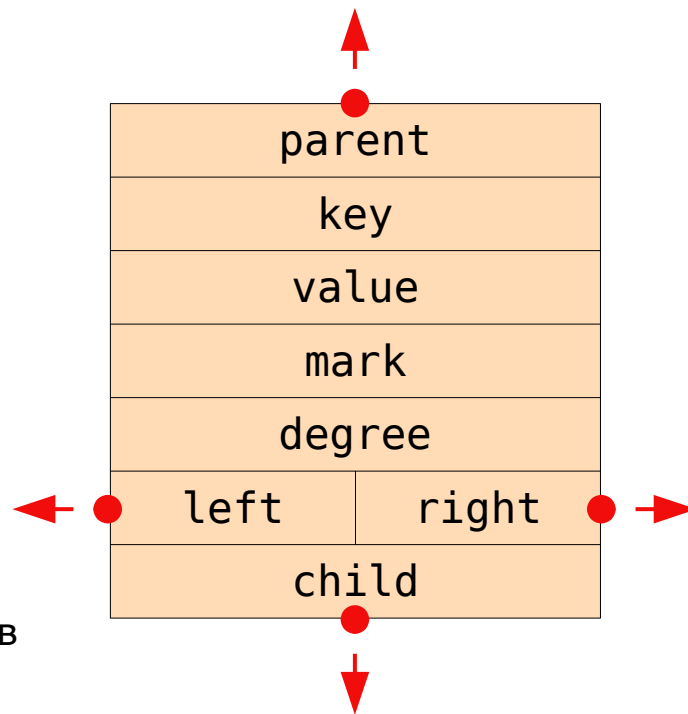 parent
key
value
mark
degree
left right
child
в